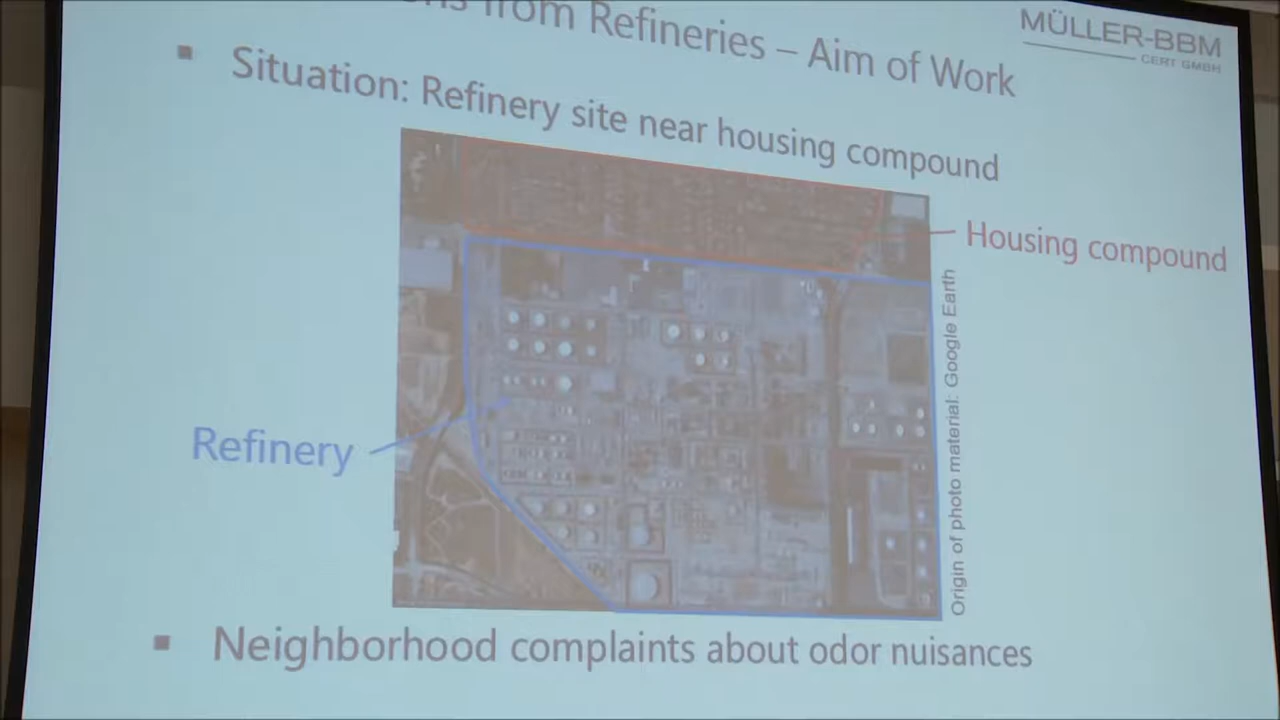 from Refineries – Aim of Work
MÜLLER-BBM
CERT GMBH
▪ Situation: Refinery site near housing compound
Housing compound
Refinery
Origin of photo material: Google Earth
▪ Neighborhood complaints about odor nuisances